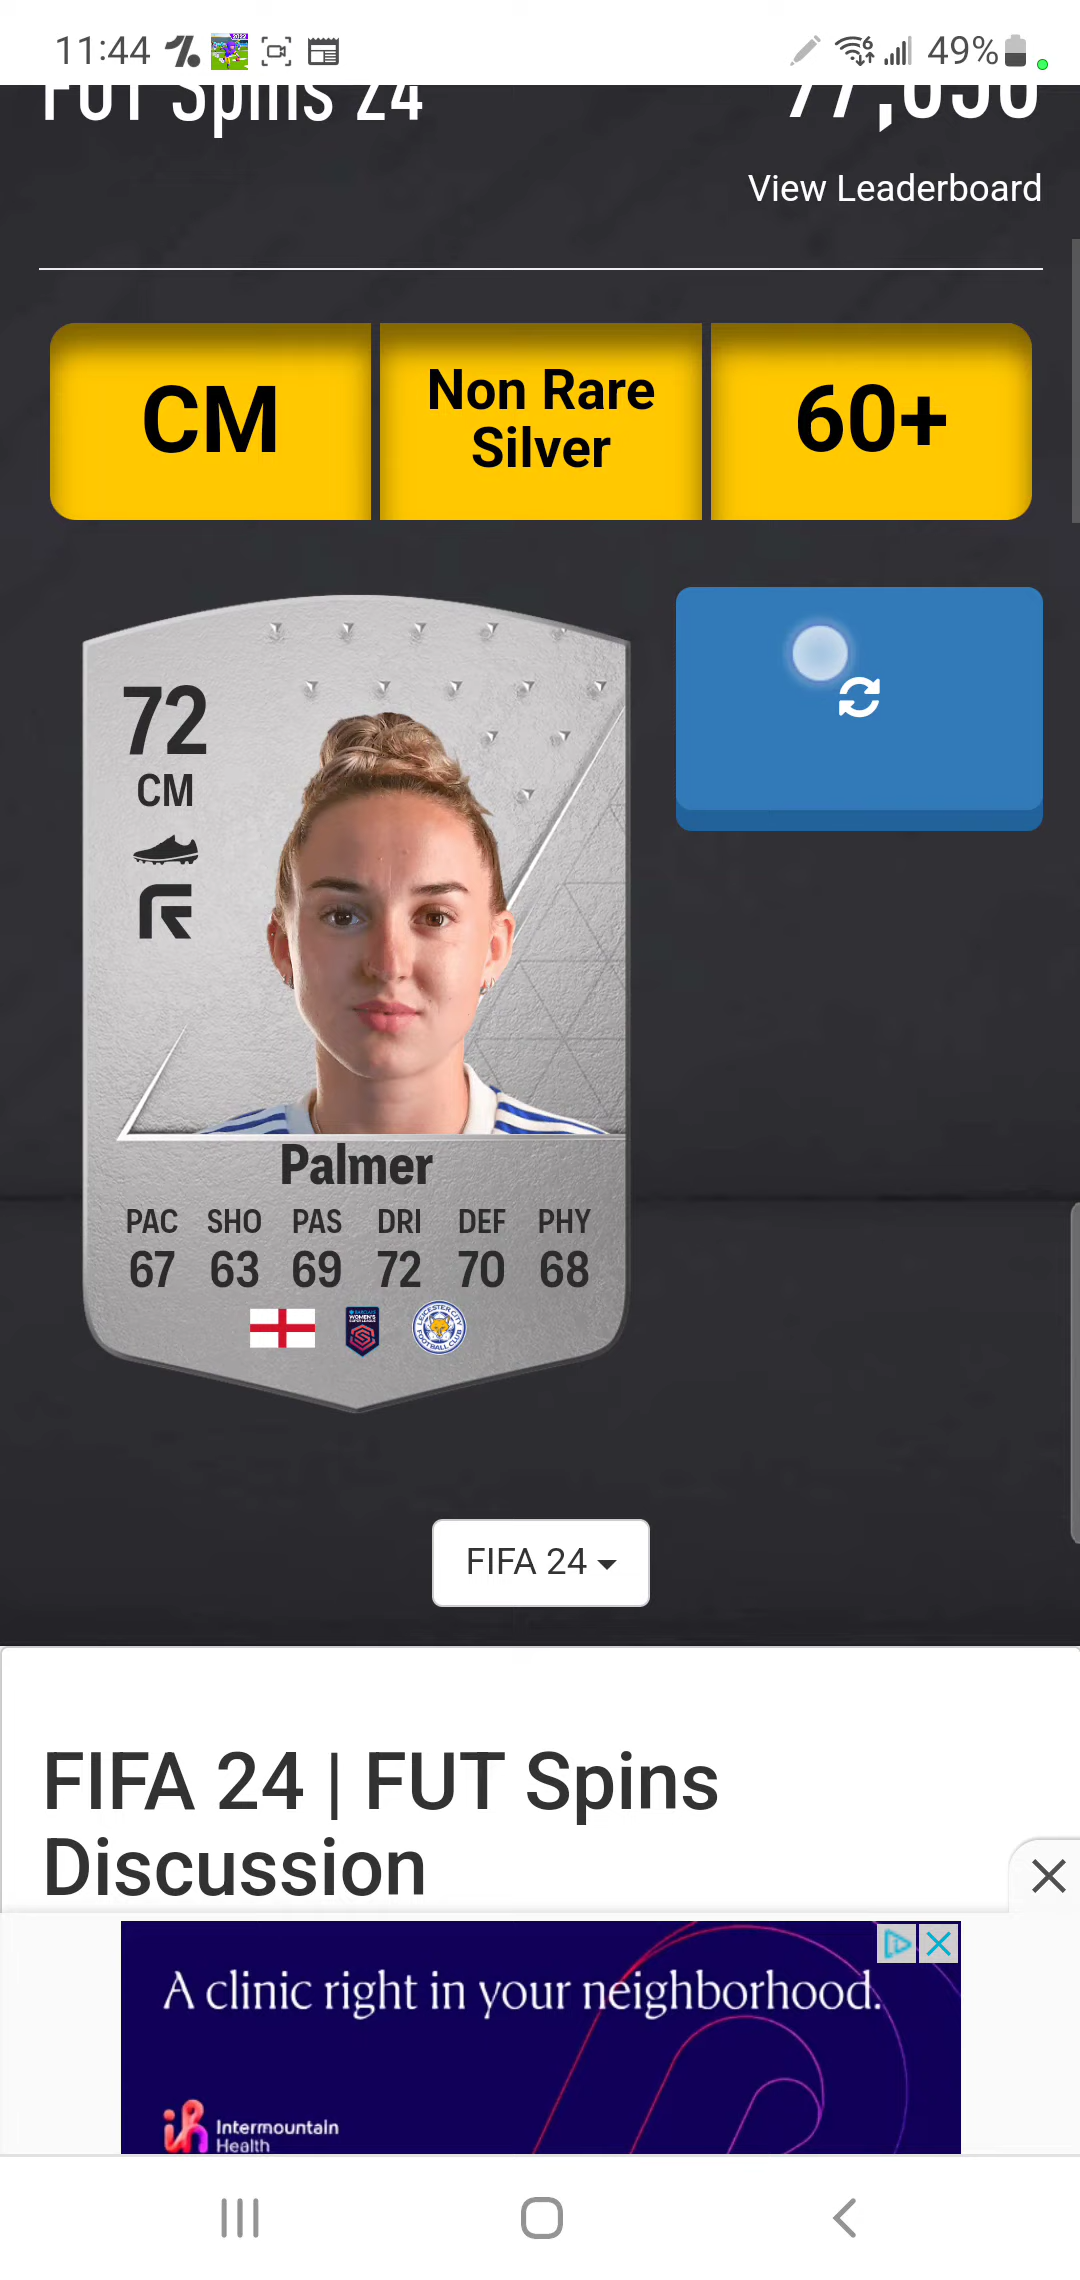 11:44
49%
FUT Spins 24
View Leaderboard
CM
Non Rare
Silver
60+
72
CM
Palmer
PAC SHO PAS DRI DEF PHY
67 63 69 72 70 68
FIFA 24
FIFA 24 | FUT Spins
Discussion
A clinic right in your neighborhood.
Intermountain
Health